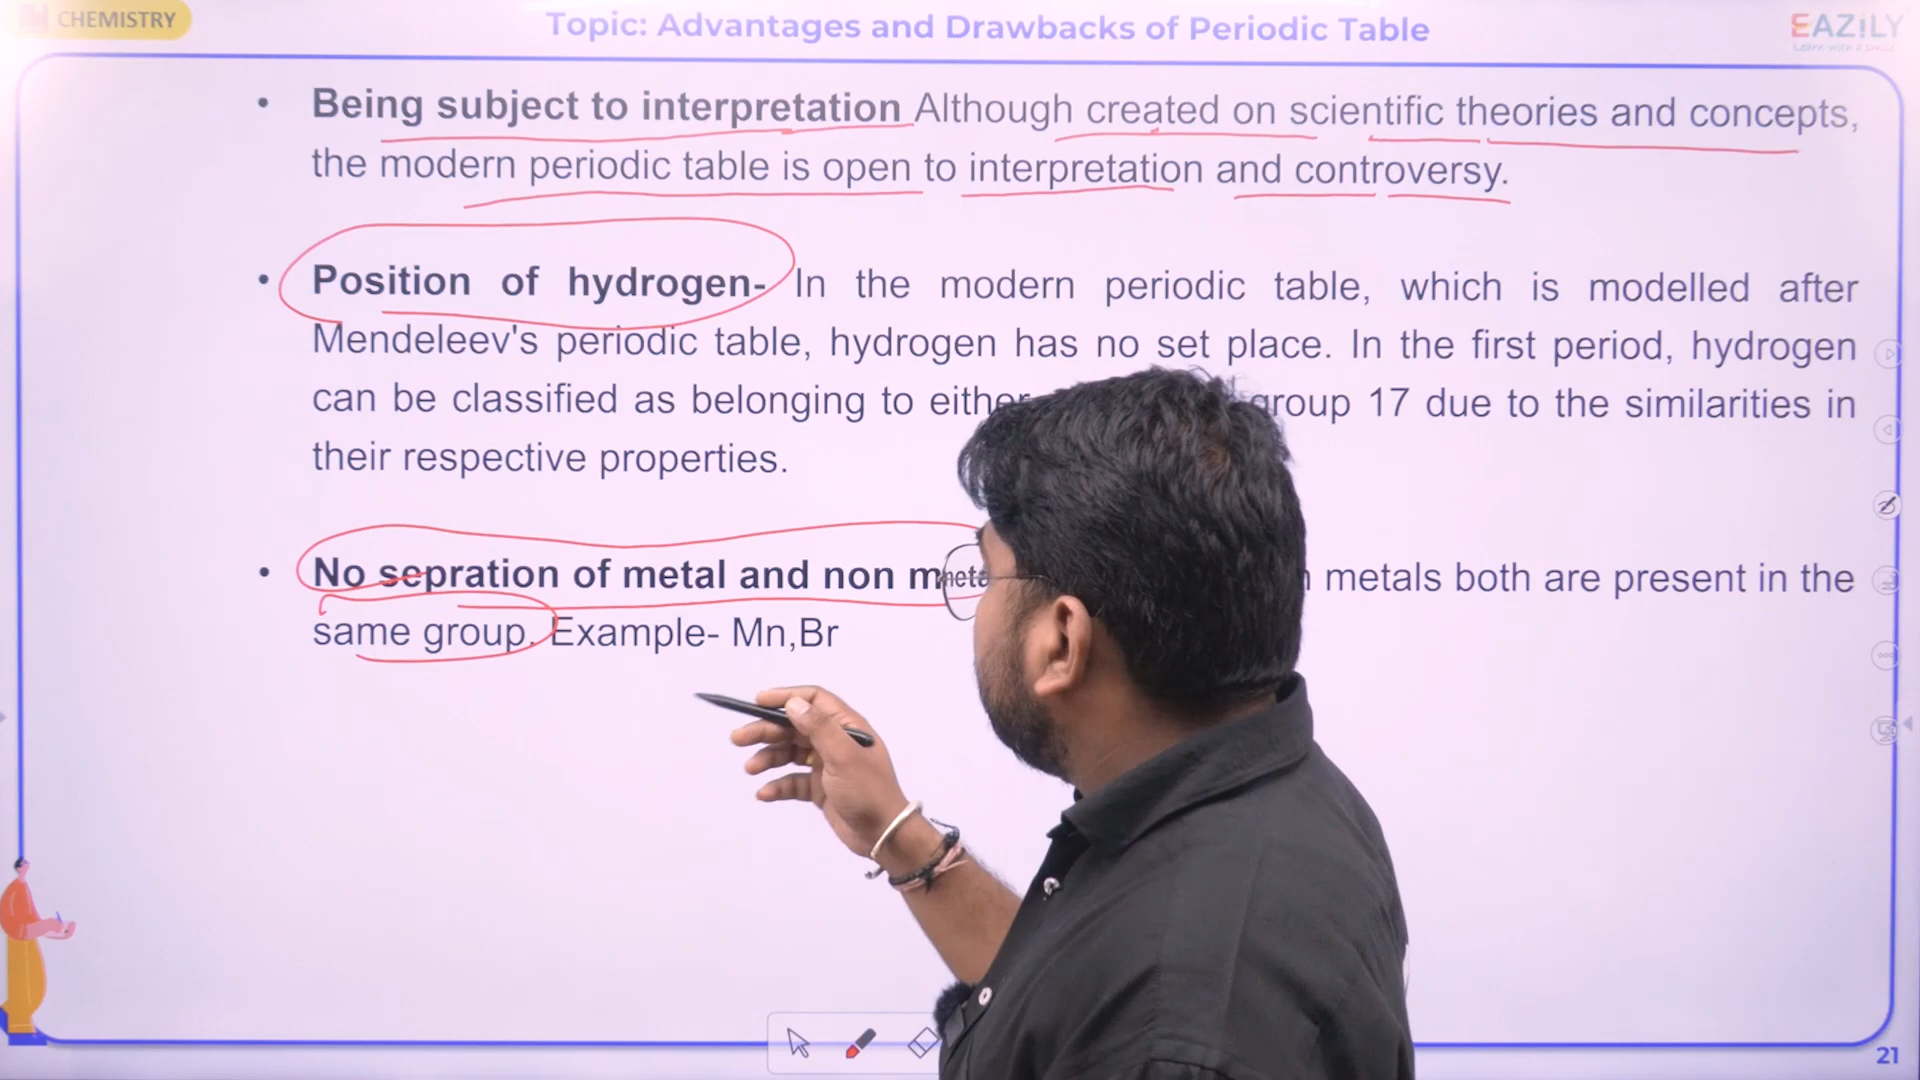 CHEMISTRY
Topic: Advantages and Drawbacks of Periodic Table
EAZILY
Learn with a smile
• Being subject to interpretation Although created on scientific theories and concepts,
the modern periodic table is open to interpretation and controversy.
• Position of hydrogen- In the modern periodic table, which is modelled after
Mendeleev's periodic table, hydrogen has no set place. In the first period, hydrogen
can be classified as belonging to either group 17 due to the similarities in
their respective properties.
• No sepration of metal and non metals both are present in the
same group. Example- Mn,Br
21